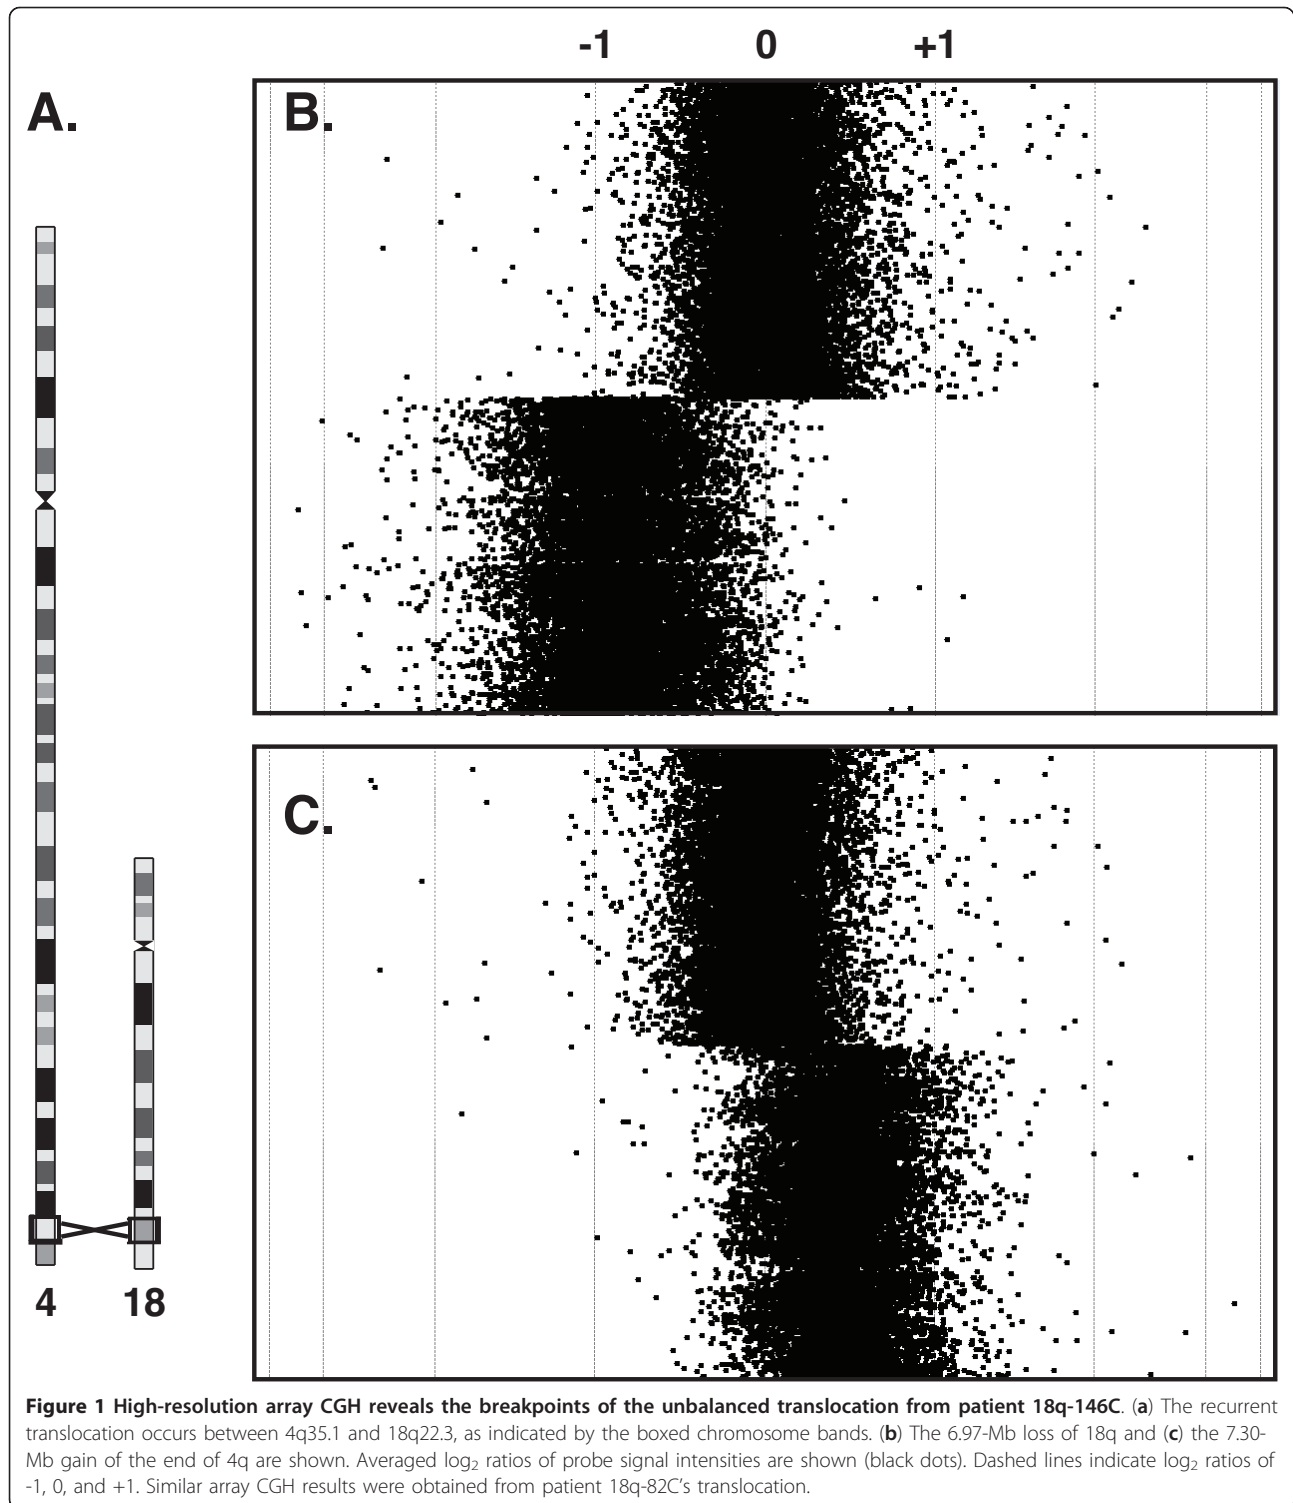 -1 0 +1
A.
B.
C.
4 18
Figure 1 High-resolution array CGH reveals the breakpoints of the unbalanced translocation from patient 18q-146C. (a) The recurrent
translocation occurs between 4q35.1 and 18q22.3, as indicated by the boxed chromosome bands. (b) The 6.97-Mb loss of 18q and (c) the 7.30-
Mb gain of the end of 4q are shown. Averaged log2 ratios of probe signal intensities are shown (black dots). Dashed lines indicate log2 ratios of
-1, 0, and +1. Similar array CGH results were obtained from patient 18q-82C's translocation.